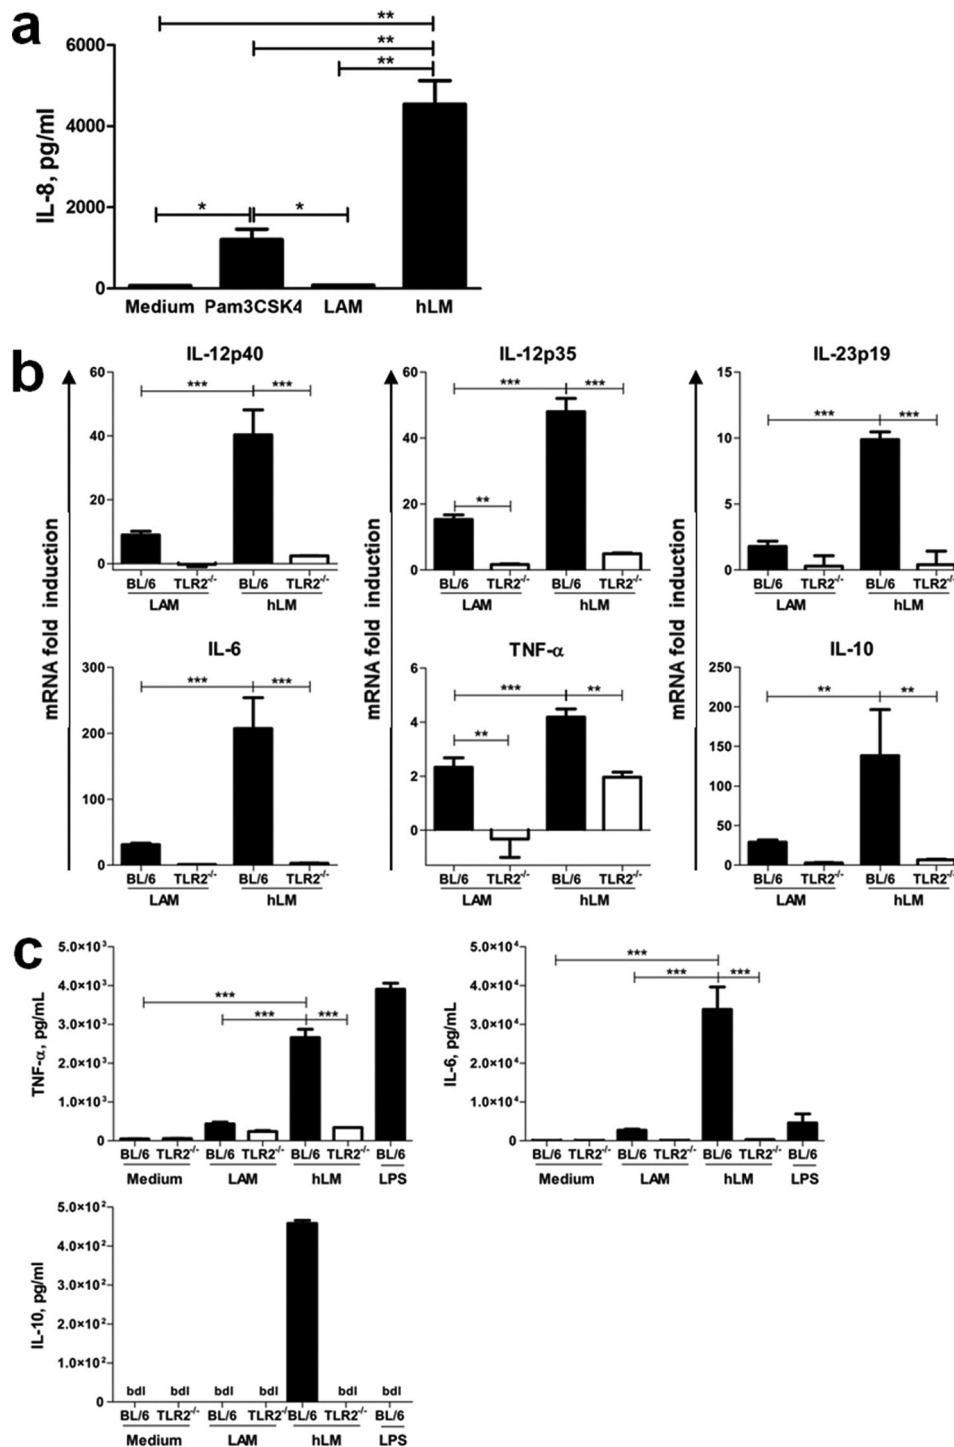 a
**
**
**
* *
IL-8, pg/ml
6000
4000
2000
0
Medium Pam3CSK4 LAM hLM
b
IL-12p40
mRNA fold induction
60
40
20
0
*** ***
BL/6 TLR2-/- BL/6 TLR2-/-
LAM hLM
IL-12p35
mRNA fold induction
60
40
20
0
*** ***
**
BL/6 TLR2-/- BL/6 TLR2-/-
LAM hLM
IL-23p19
mRNA fold induction
15
10
5
0
*** ***
BL/6 TLR2-/- BL/6 TLR2-/-
LAM hLM
IL-6
300
200
100
0
*** ***
BL/6 TLR2-/- BL/6 TLR2-/-
LAM hLM
TNF-α
6
4
2
0
*** **
**
BL/6 TLR2-/- BL/6 TLR2-/-
LAM hLM
IL-10
250
200
150
100
50
0
** **
BL/6 TLR2-/- BL/6 TLR2-/-
LAM hLM
c
TNF-α, pg/mL
5.0×10³
4.0×10³
3.0×10³
2.0×10³
1.0×10³
0
***
*** ***
BL/6 TLR2-/- BL/6 TLR2-/- BL/6 TLR2-/- BL/6
Medium LAM hLM LPS
IL-6, pg/mL
5.0×10⁴
4.0×10⁴
3.0×10⁴
2.0×10⁴
1.0×10⁴
0
***
*** ***
BL/6 TLR2-/- BL/6 TLR2-/- BL/6 TLR2-/- BL/6
Medium LAM hLM LPS
IL-10, pg/ml
5.0×10²
4.0×10²
3.0×10²
2.0×10²
1.0×10²
0
bdl bdl bdl bdl bdl bdl
BL/6 TLR2-/- BL/6 TLR2-/- BL/6 TLR2-/- BL/6
Medium LAM hLM LPS